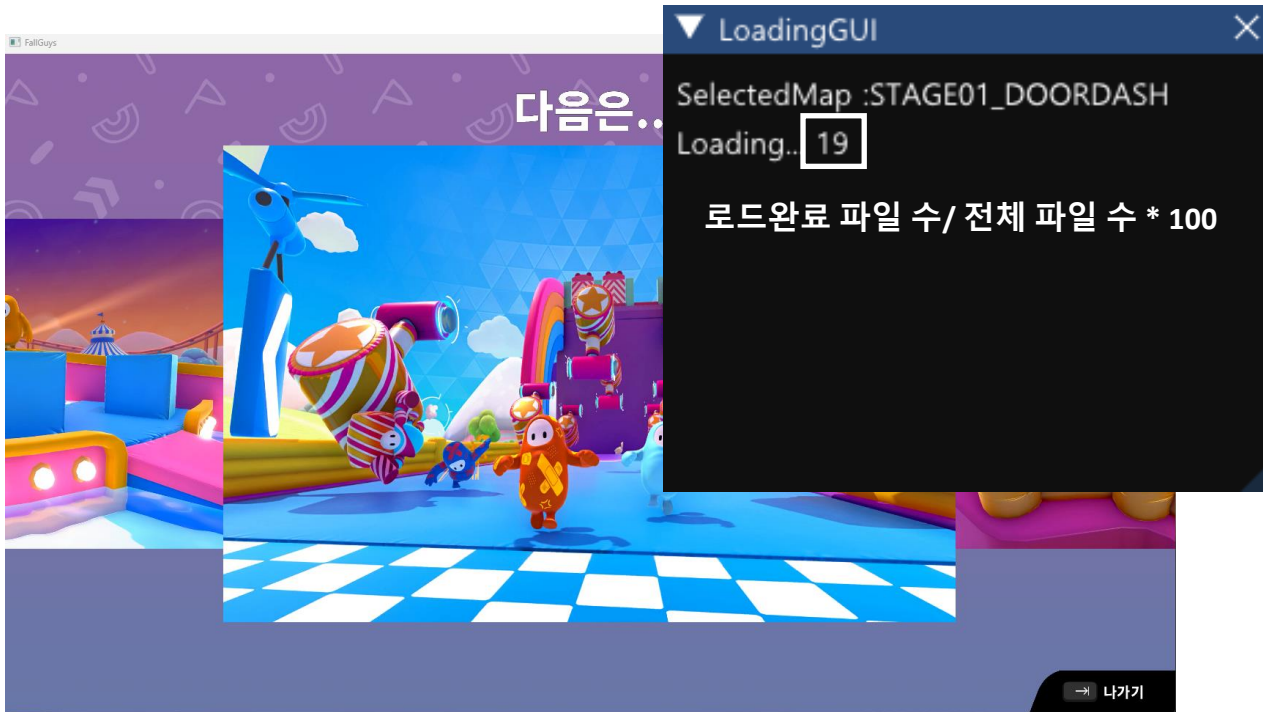 FallGuys
다음은..
LoadingGUI
SelectedMap :STAGE01_DOORDASH
Loading... 19
로드완료 파일 수/ 전체 파일 수 * 100
나가기